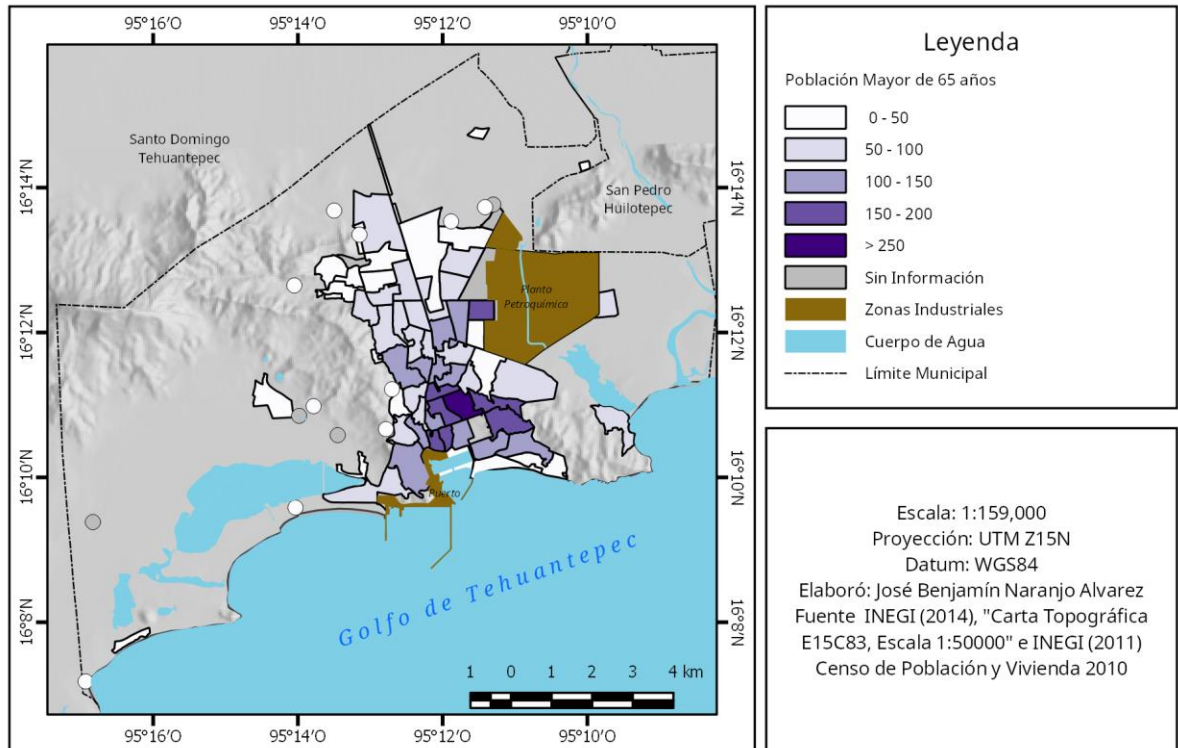 95°16'O 95°14'O 95°12'O 95°10'O
16°14'N 16°12'N 16°10'N 16°8'N
Santo Domingo
Tehuantepec
San Pedro
Huilotepec
Planta
Petroquímica
Puerto
Golfo de Tehuantepec
1 0 1 2 3 4 km
16°14'N 16°12'N 16°10'N 16°8'N
95°16'O 95°14'O 95°12'O 95°10'O
Leyenda
Población Mayor de 65 años
0 - 50
50 - 100
100 - 150
150 - 200
> 250
Sin Información
Zonas Industriales
Cuerpo de Agua
Límite Municipal
Escala: 1:159,000
Proyección: UTM Z15N
Datum: WGS84
Elaboró: José Benjamín Naranjo Alvarez
Fuente INEGI (2014), "Carta Topográfica
E15C83, Escala 1:50000" e INEGI (2011)
Censo de Población y Vivienda 2010